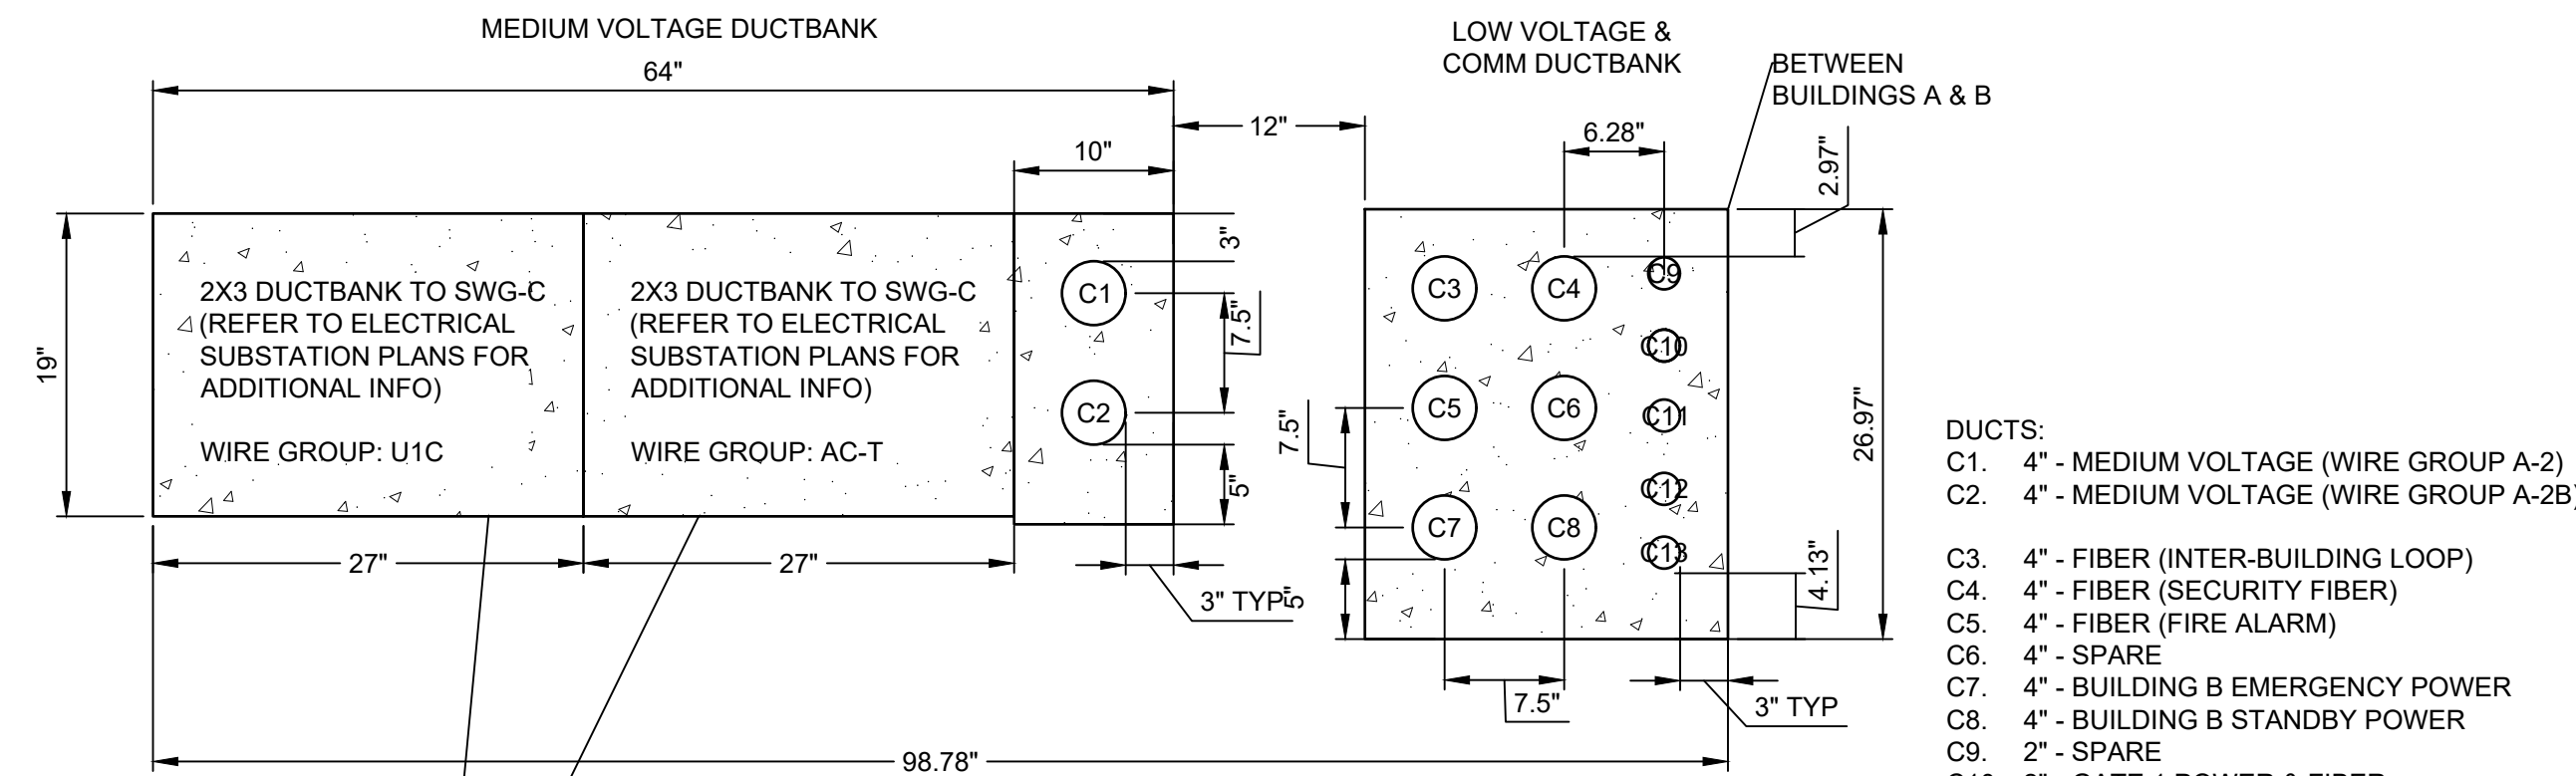 MEDIUM VOLTAGE DUCTBANK
64"
LOW VOLTAGE &
COMM DUCTBANK
BETWEEN
BUILDINGS A & B
12"
6.28"
10"
2.97"
3"
19"
2X3 DUCTBANK TO SWG-C
(REFER TO ELECTRICAL
SUBSTATION PLANS FOR
ADDITIONAL INFO)
WIRE GROUP: U1C
2X3 DUCTBANK TO SWG-C
(REFER TO ELECTRICAL
SUBSTATION PLANS FOR
ADDITIONAL INFO)
WIRE GROUP: AC-T
C1
C2
7.5"
5"
C3
C4
C9
C10
C5
C6
C11
C12
C7
C8
C13
7.5"
5"
26.97"
4.13"
27"
27"
3" TYP
7.5"
3" TYP
98.78"
DUCTS:
C1. 4" - MEDIUM VOLTAGE (WIRE GROUP A-2)
C2. 4" - MEDIUM VOLTAGE (WIRE GROUP A-2B)
C3. 4" - FIBER (INTER-BUILDING LOOP)
C4. 4" - FIBER (SECURITY FIBER)
C5. 4" - FIBER (FIRE ALARM)
C6. 4" - SPARE
C7. 4" - BUILDING B EMERGENCY POWER
C8. 4" - BUILDING B STANDBY POWER
C9. 2" - SPARE
C10. 2" - GATE 1 POWER & FIBER